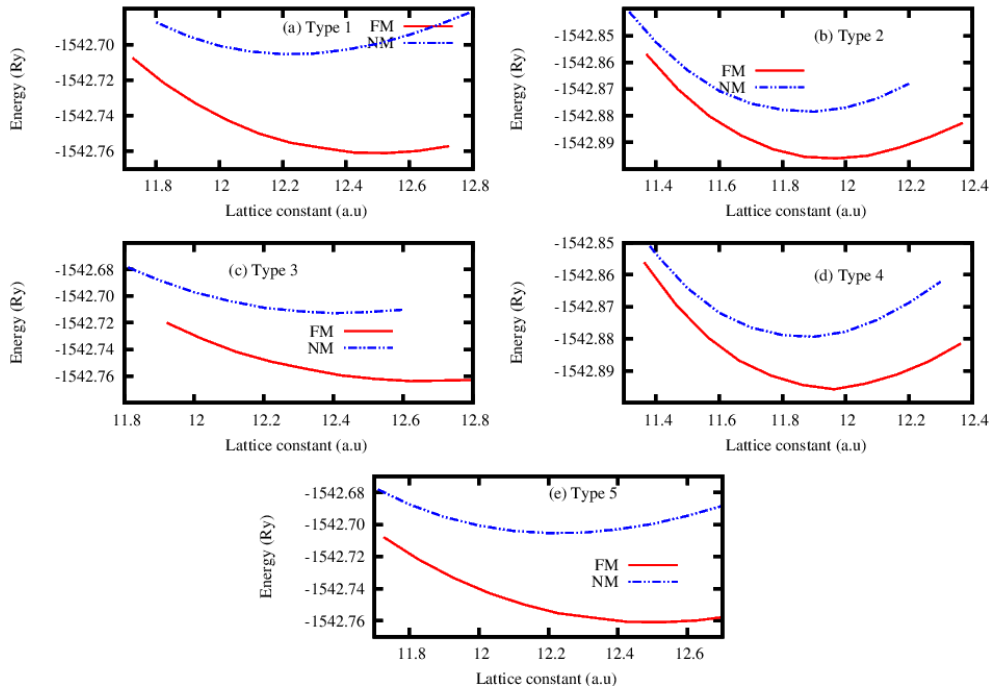 (a) Type 1
FM
NM
Energy (Ry)
-1542.70
-1542.72
-1542.74
-1542.76
11.8 12 12.2 12.4 12.6 12.8
Lattice constant (a.u)
(b) Type 2
FM
NM
Energy (Ry)
-1542.85
-1542.86
-1542.87
-1542.88
-1542.89
11.4 11.6 11.8 12 12.2 12.4
Lattice constant (a.u)
(c) Type 3
FM
NM
Energy (Ry)
-1542.68
-1542.70
-1542.72
-1542.74
-1542.76
11.8 12 12.2 12.4 12.6 12.8
Lattice constant (a.u)
(d) Type 4
Energy (Ry)
-1542.85
-1542.86
-1542.87
-1542.88
-1542.89
11.4 11.6 11.8 12 12.2 12.4
Lattice constant (a.u)
(e) Type 5
FM
NM
Energy (Ry)
-1542.68
-1542.70
-1542.72
-1542.74
-1542.76
11.8 12 12.2 12.4 12.6
Lattice constant (a.u)